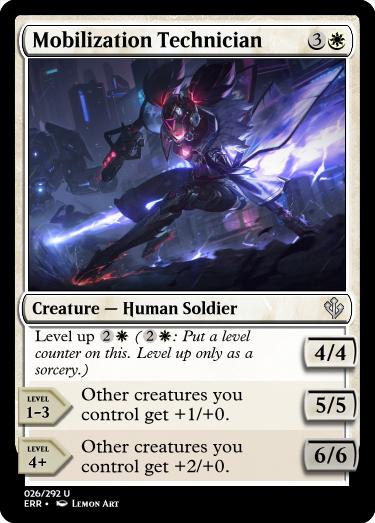 Mobilization Technician 3
Creature — Human Soldier
Level up 2 (2: Put a level
counter on this. Level up only as a
sorcery.)
4/4
LEVEL
1-3
Other creatures you
control get +1/+0.
5/5
LEVEL
4+
Other creatures you
control get +2/+0.
6/6
026/292 U
ERR • Lemon Art